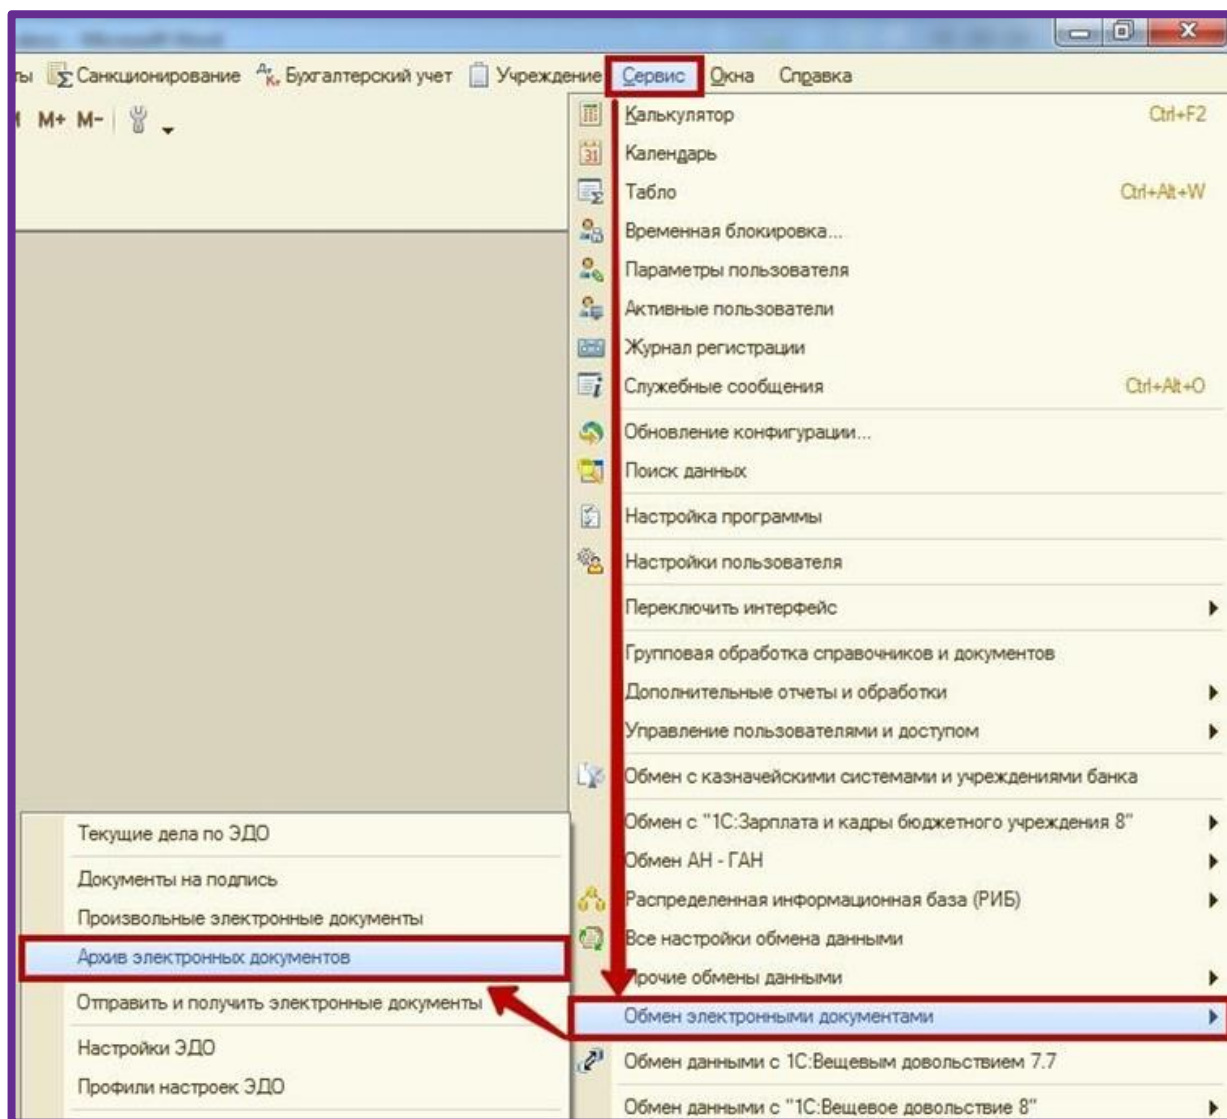 ты Санкционирование Бухгалтерский учет Учреждение Сервис Окна Справка
M+ M-
Калькулятор Ctrl+F2
Календарь
Табло Ctrl+Alt+W
Временная блокировка...
Параметры пользователя
Активные пользователи
Журнал регистрации
Служебные сообщения Ctrl+Alt+O
Обновление конфигурации...
Поиск данных
Настройка программы
Настройки пользователя
Переключить интерфейс
Групповая обработка справочников и документов
Дополнительные отчеты и обработки
Управление пользователями и доступом
Обмен с казначейскими системами и учреждениями банка
Обмен с "1С:Зарплата и кадры бюджетного учреждения 8"
Обмен АН - ГАН
Распределенная информационная база (РИБ)
Все настройки обмена данными
Прочие обмены данными
Обмен электронными документами
Обмен данными с 1С:Вещевым довольствием 7.7
Обмен данными с "1С:Вещевое довольствие 8"
Текущие дела по ЭДО
Документы на подпись
Произвольные электронные документы
Архив электронных документов
Отправить и получить электронные документы
Настройки ЭДО
Профили настроек ЭДО